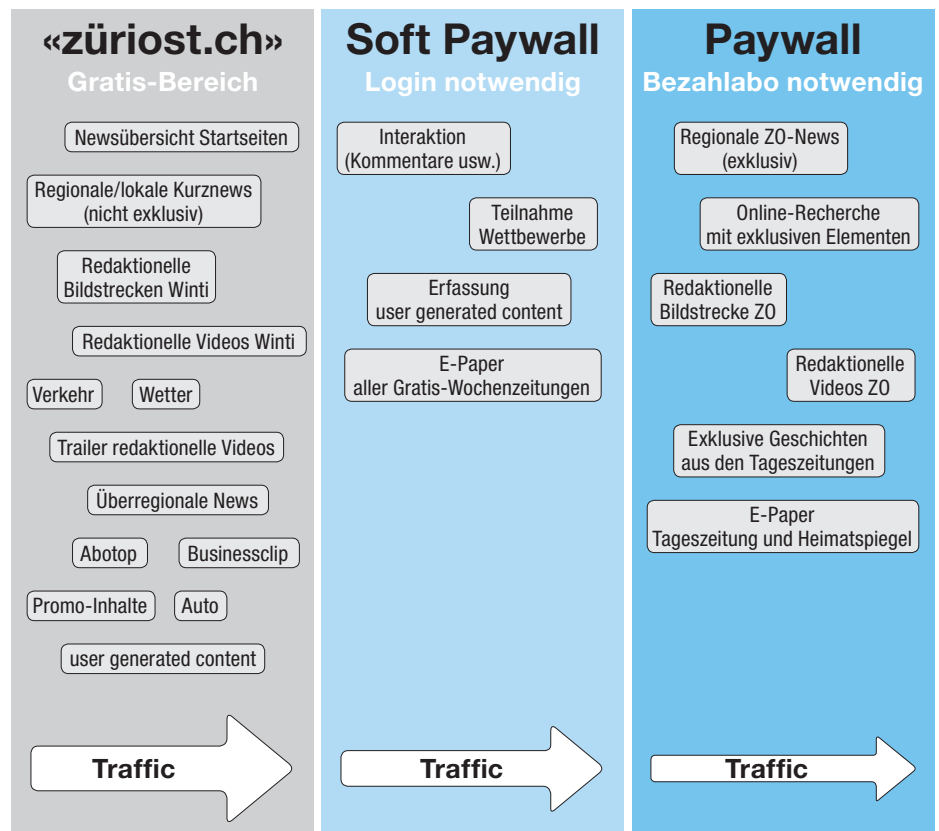 «züriost.ch»
Gratis-Bereich
Newsübersicht Startseiten
Regionale/lokale Kurznews
(nicht exklusiv)
Redaktionelle
Bildstrecken Winti
Redaktionelle Videos Winti
Verkehr
Wetter
Trailer redaktionelle Videos
Überregionale News
Abotop
Businessclip
Promo-Inhalte
Auto
user generated content
Traffic
Soft Paywall
Login notwendig
Interaktion
(Kommentare usw.)
Teilnahme
Wettbewerbe
Erfassung
user generated content
E-Paper
aller Gratis-Wochenzeitungen
Traffic
Paywall
Bezahlabo notwendig
Regionale ZO-News
(exklusiv)
Online-Recherche
mit exklusiven Elementen
Redaktionelle
Bildstrecke ZO
Redaktionelle
Videos ZO
Exklusive Geschichten
aus den Tageszeitungen
E-Paper
Tageszeitung und Heimatspiegel
Traffic